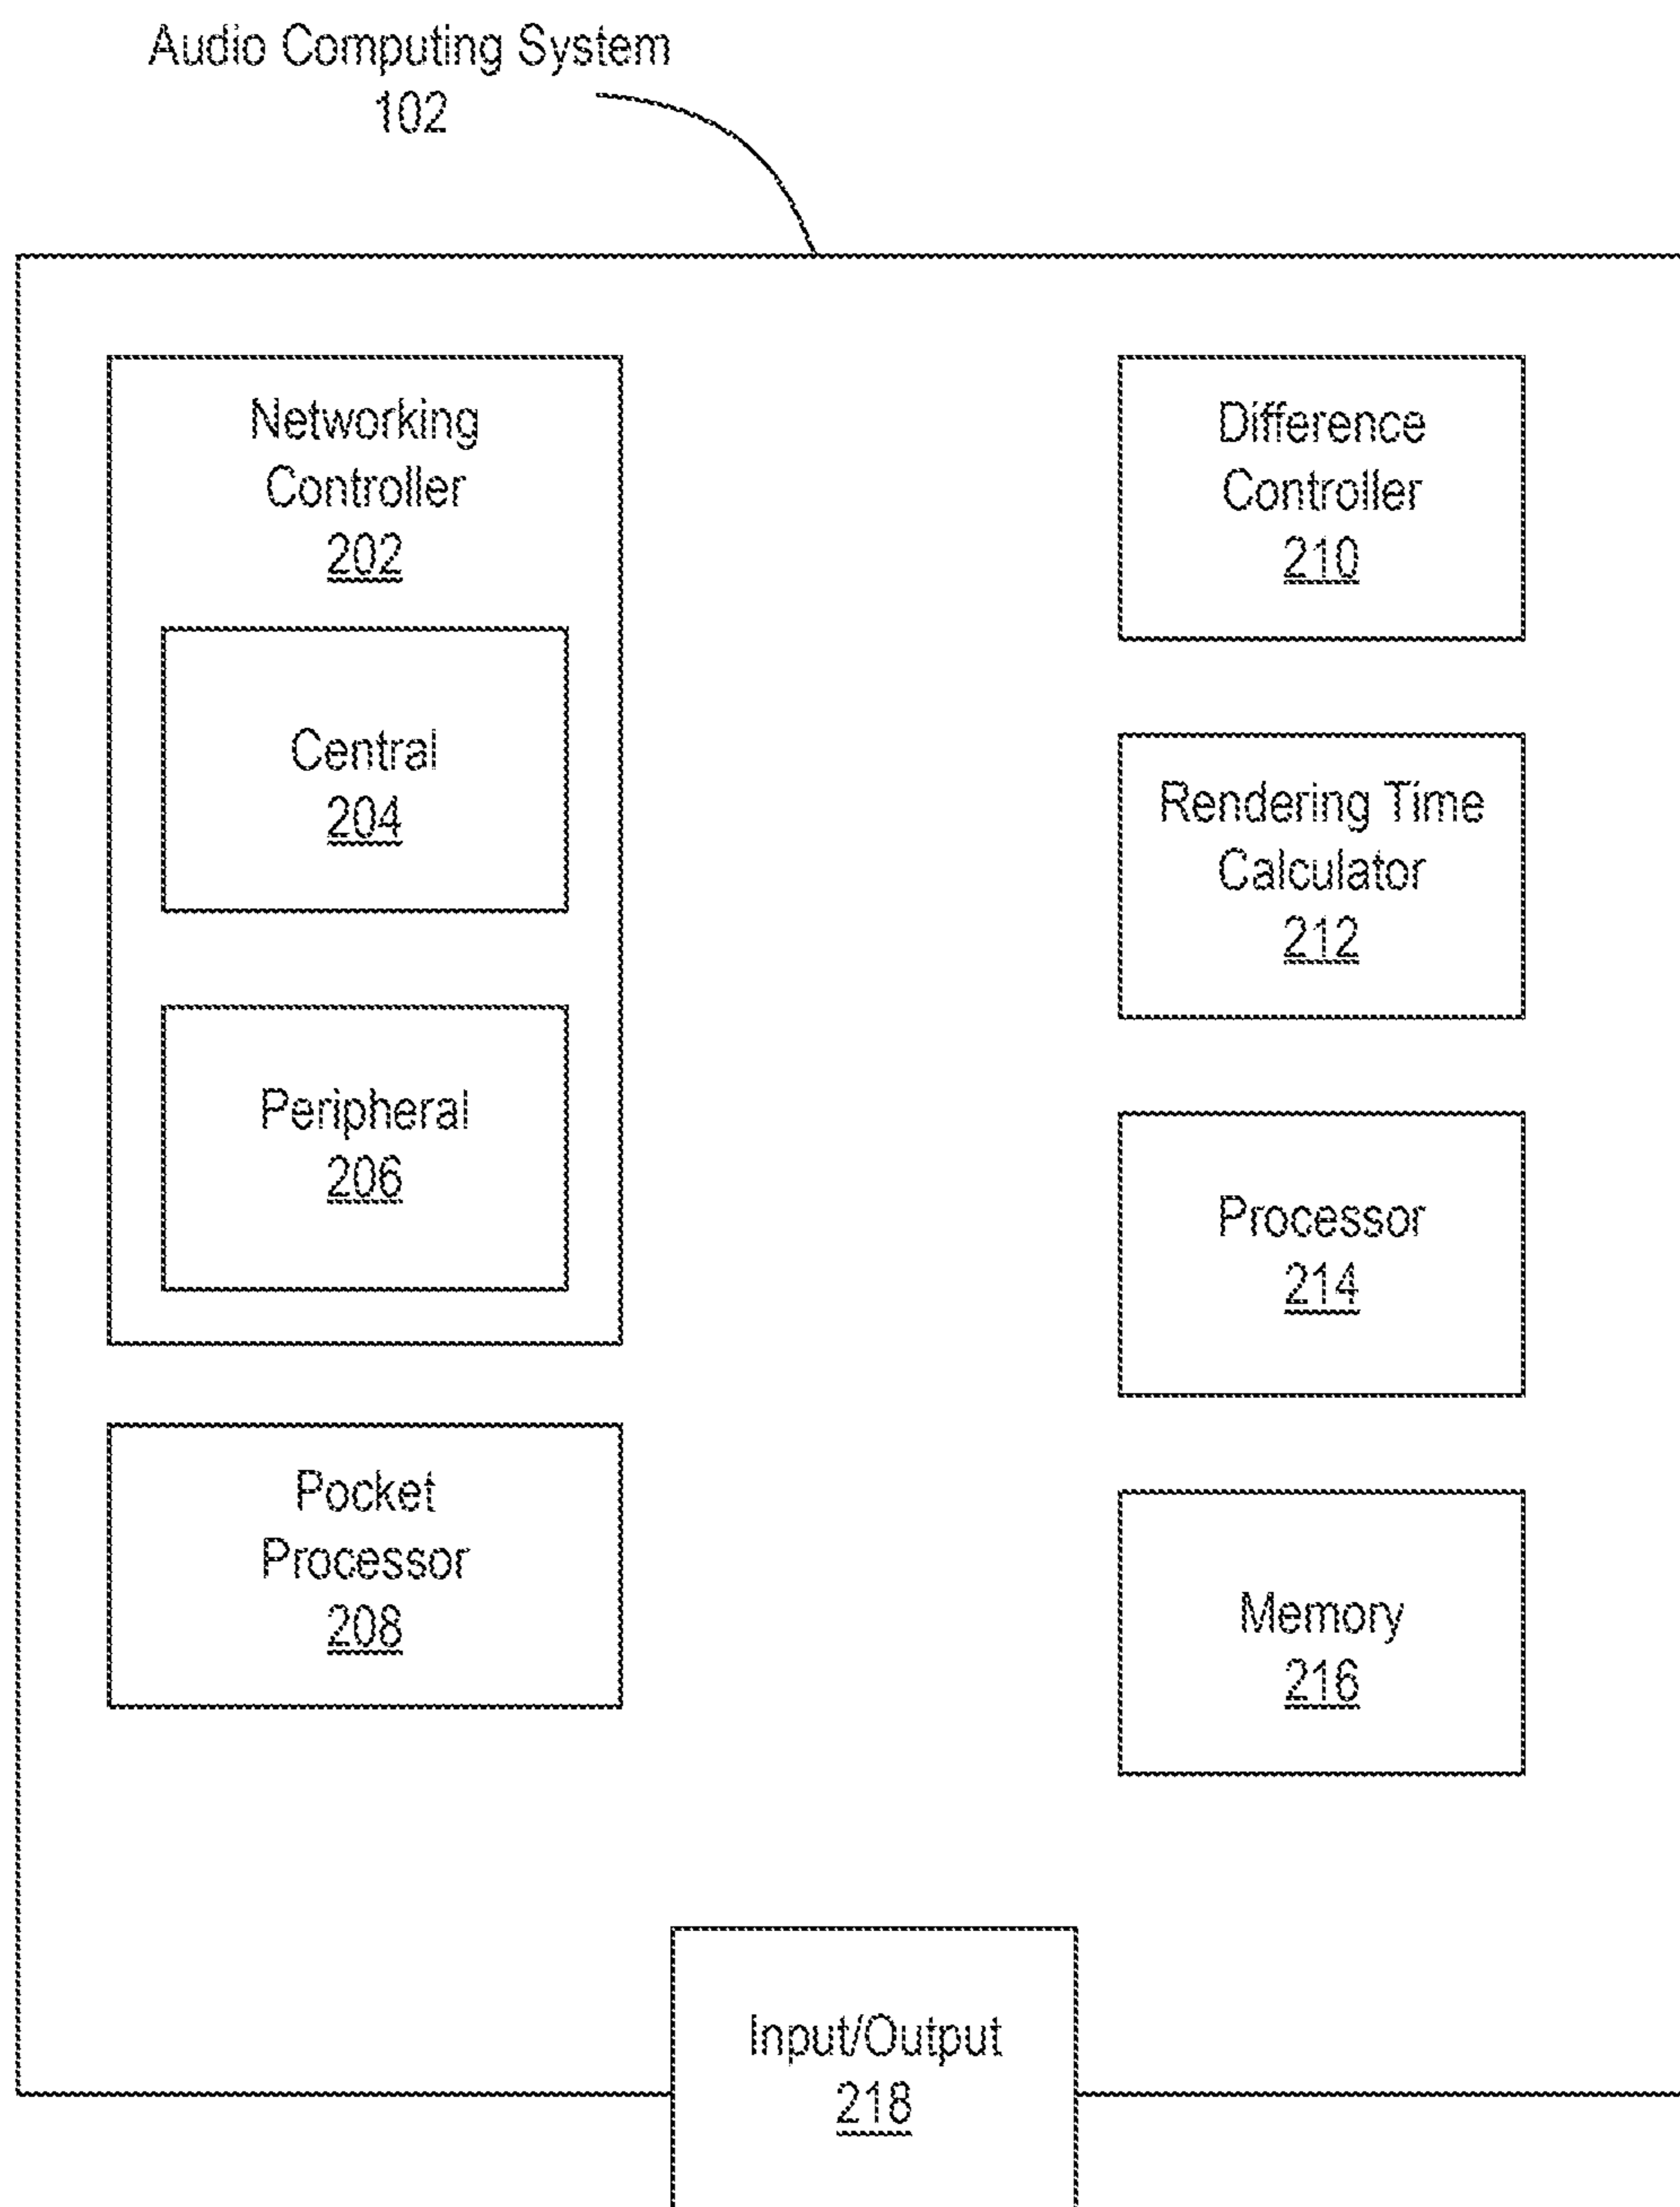 Audio Computing System
102
Networking
Controller
202
Central
204
Peripheral
206
Pocket
Processor
208
Difference
Controller
210
Rendering Time
Calculator
212
Processor
214
Memory
216
Input/Output
218